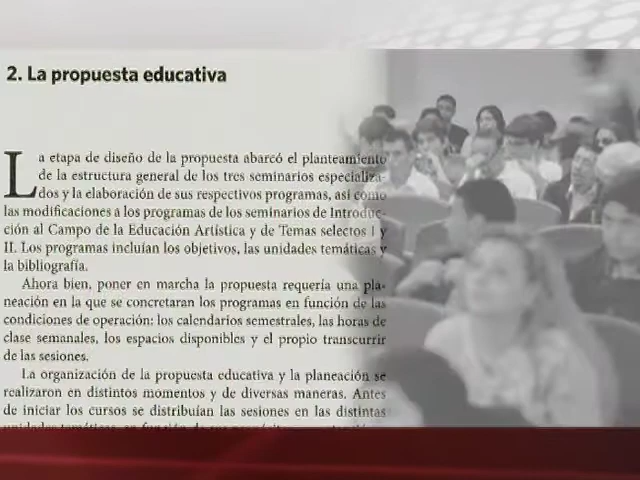 2. La propuesta educativa
La etapa de diseño de la propuesta abarcó el planteamiento
de la estructura general de los tres seminarios especializa-
dos y la elaboración de sus respectivos programas, así como
las modificaciones a los programas de los seminarios de Introduc-
ción al Campo de la Educación Artística y de Temas selectos I y
II. Los programas incluían los objetivos, las unidades temáticas y
la bibliografía.
Ahora bien, poner en marcha la propuesta requería una pla-
neación en la que se concretaran los programas en función de las
condiciones de operación: los calendarios semestrales, las horas de
clase semanales, los espacios disponibles y el propio transcurrir
de las sesiones.
La organización de la propuesta educativa y la planeación se
realizaron en distintos momentos y de diversas maneras. Antes
de iniciar los cursos se distribuían las sesiones en las distintas